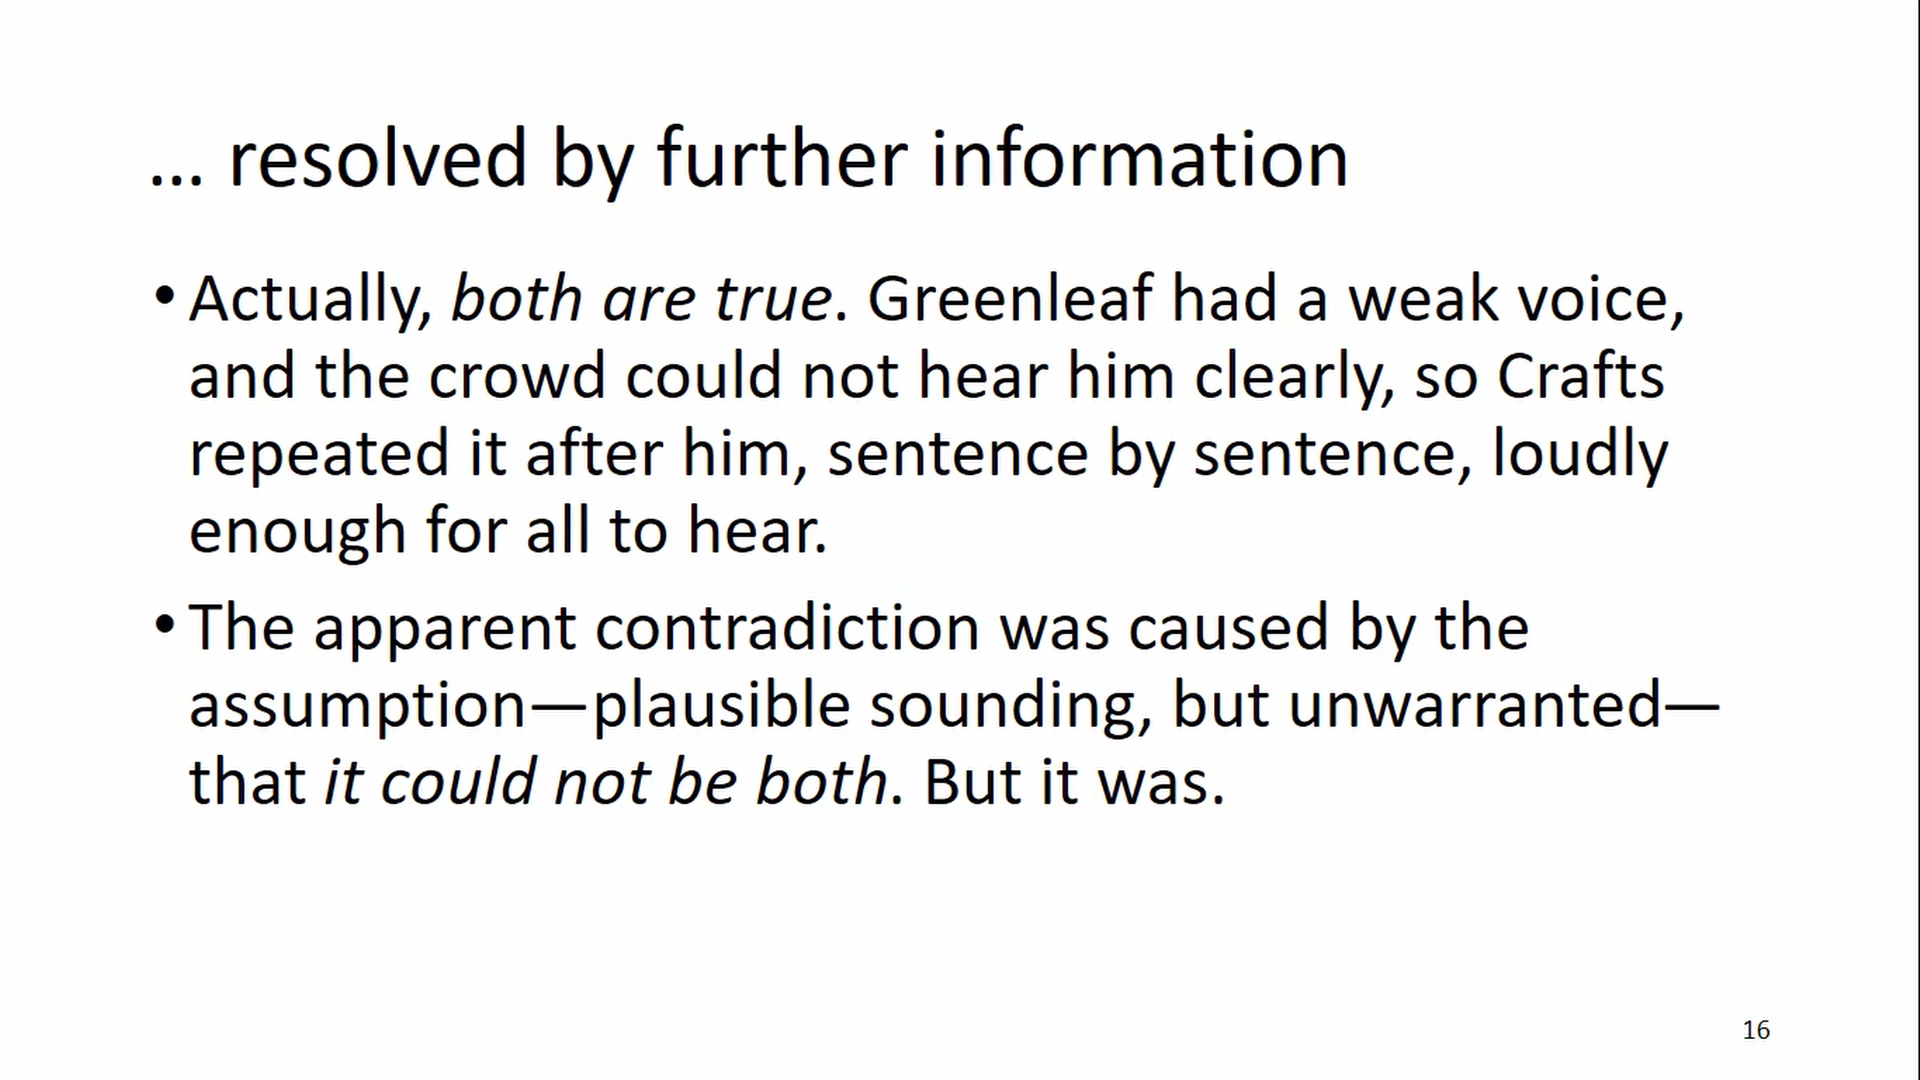 ... resolved by further information
• Actually, both are true. Greenleaf had a weak voice,
and the crowd could not hear him clearly, so Crafts
repeated it after him, sentence by sentence, loudly
enough for all to hear.
• The apparent contradiction was caused by the
assumption—plausible sounding, but unwarranted—
that it could not be both. But it was.
16